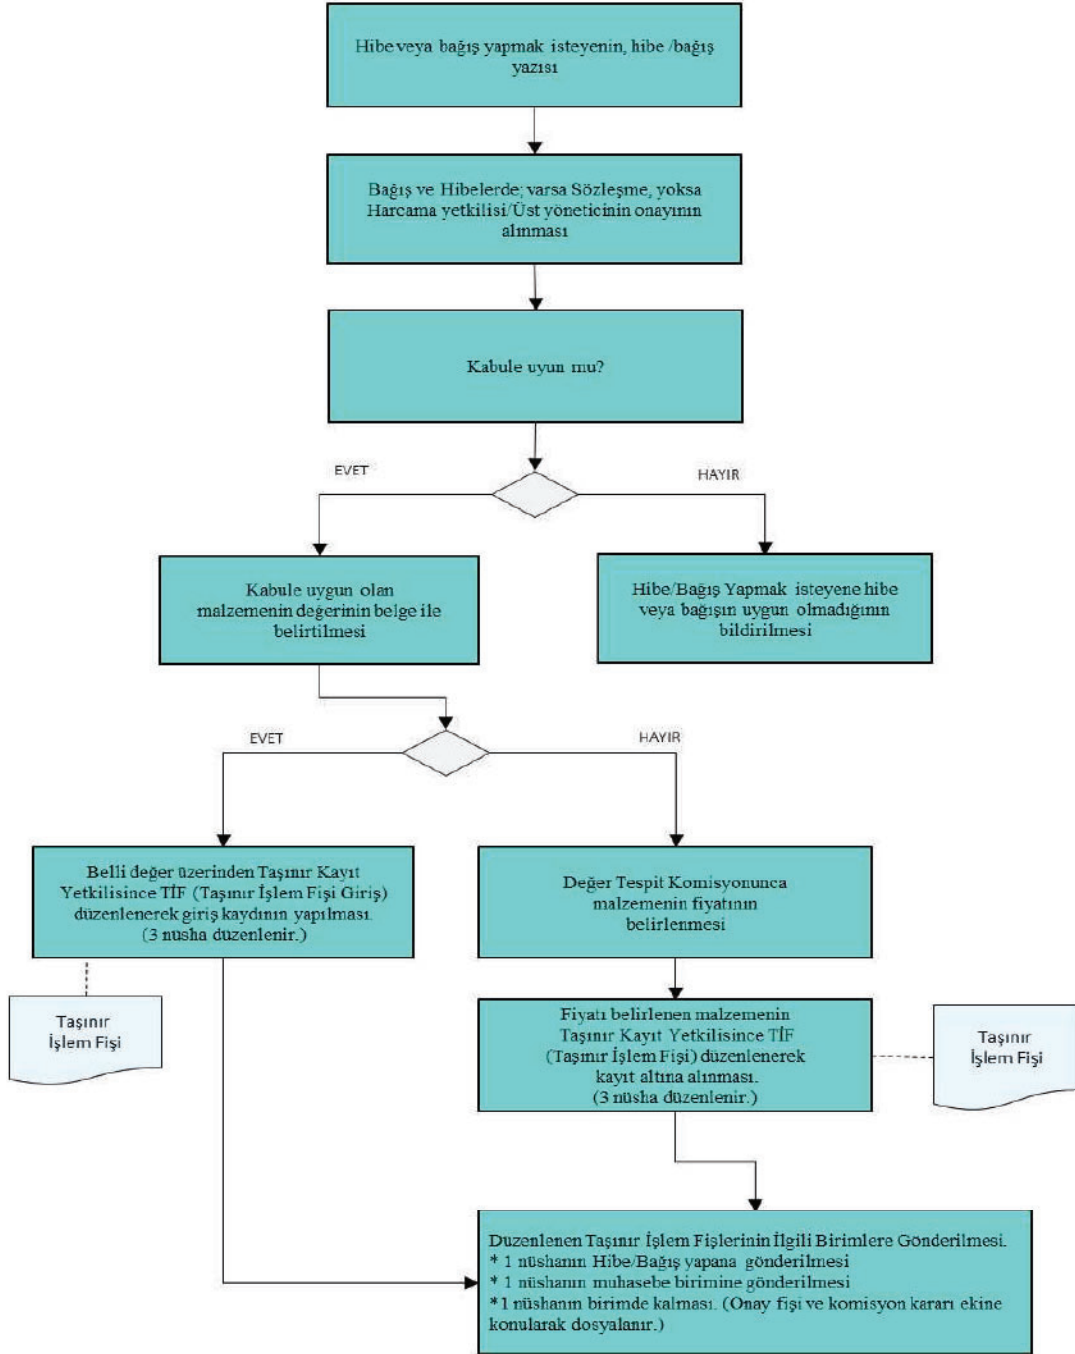 Hibe veya bağış yapmak isteyenin, hibe /bağış
yazısı
Bağış ve Hibelerde; varsa Sözleşme, yoksa
Harcama yetkilisi/Üst yöneticinin onayının
alınması
Kabule uyun mu?
EVET
HAYIR
Kabule uygun olan
malzemenin değerinin belge ile
belirtilmesi
Hibe/Bağış Yapmak isteyene hibe
veya bağışın uygun olmadığının
bildirilmesi
EVET
HAYIR
Belli değer üzerinden Taşınır Kayıt
Yetkilisince TİF (Taşınır İşlem Fişi Giriş)
düzenlenerek giriş kaydının yapılması.
(3 nüsha düzenlenir.)
Değer Tespit Komisyonunca
malzemenin fiyatının
belirlenmesi
Taşınır
İşlem Fişi
Fiyatı belirlenen malzemenin
Taşınır Kayıt Yetkilisince TİF
(Taşınır İşlem Fişi) düzenlenerek
kayıt altına alınması.
(3 nüsha düzenlenir.)
Taşınır
İşlem Fişi
Düzenlenen Taşınır İşlem Fişlerinin İlgili Birimlere Gönderilmesi.
* 1 nüshanın Hibe/Bağış yapana gönderilmesi
* 1 nüshanın muhasebe birimine gönderilmesi
*1 nüshanın birimde kalması. (Onay fişi ve komisyon kararı ekine
konularak dosyalanır.)